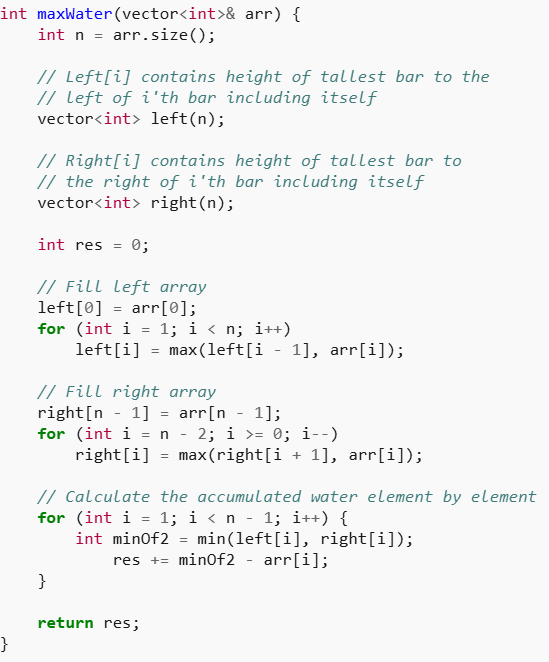 int maxWater(vector<int>& arr) {
    int n = arr.size();

    // Left[i] contains height of tallest bar to the
    // left of i'th bar including itself
    vector<int> left(n);

    // Right[i] contains height of tallest bar to
    // the right of i'th bar including itself
    vector<int> right(n);

    int res = 0;

    // Fill left array
    left[0] = arr[0];
    for (int i = 1; i < n; i++)
        left[i] = max(left[i - 1], arr[i]);

    // Fill right array
    right[n - 1] = arr[n - 1];
    for (int i = n - 2; i >= 0; i--)
        right[i] = max(right[i + 1], arr[i]);

    // Calculate the accumulated water element by element
    for (int i = 1; i < n - 1; i++) {
        int minOf2 = min(left[i], right[i]);
            res += minOf2 - arr[i];
    }

    return res;
}